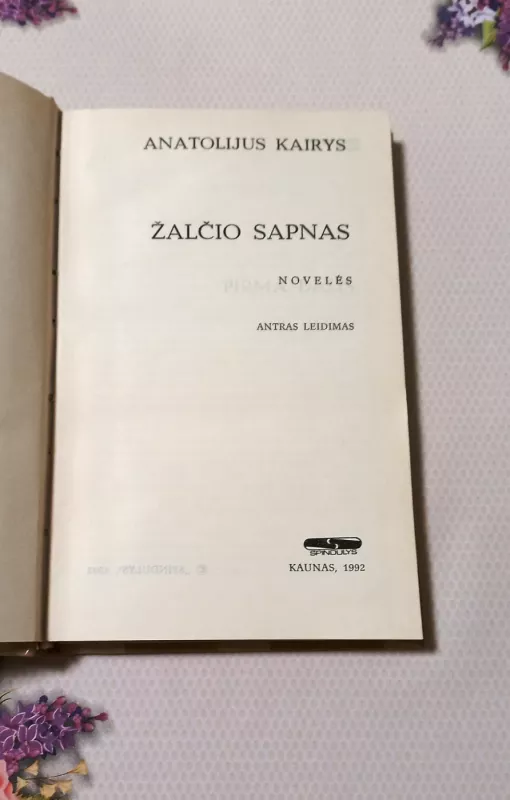 ANATOLIJUS KAIRYS
ŽALČIO SAPNAS
NOVELĖS
ANTRAS LEIDIMAS
SPINDULYS
KAUNAS, 1992